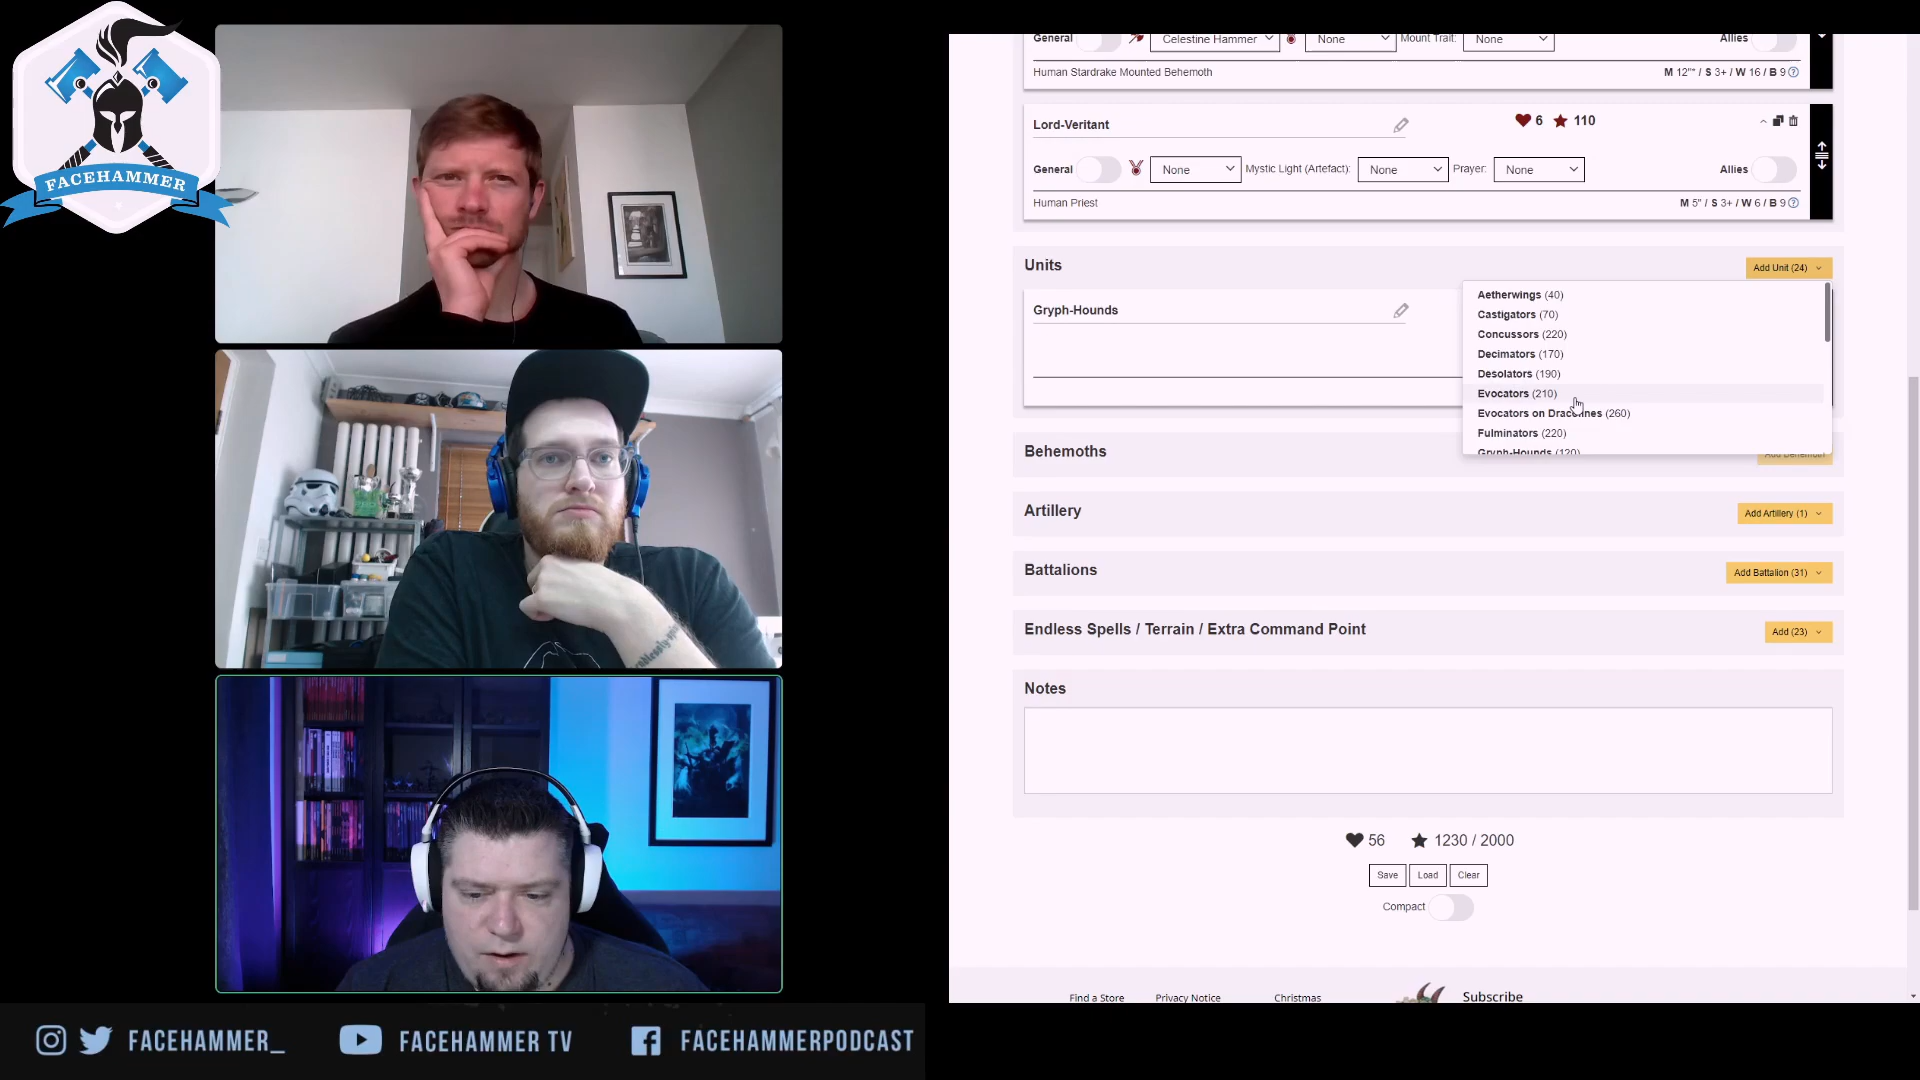 FACEHAMMER
General
Celestine Hammer
None
Mount Trait:
None
Allies
Human Stardrake Mounted Behemoth
M 12"* / S 3+ / W 16 / B 9
Lord-Veritant
6
110
General
None
Mystic Light (Artefact):
None
Prayer:
None
Allies
Human Priest
M 5" / S 3+ / W 6 / B 9
Units
Add Unit (24)
Gryph-Hounds
Aetherwings (40)
Castigators (70)
Concussors (220)
Decimators (170)
Desolators (190)
Evocators (210)
Evocators on Dracolines (260)
Fulminators (220)
Gryph-Hounds (120)
Behemoths
Add Behemoth
Artillery
Add Artillery (1)
Battalions
Add Battalion (31)
Endless Spells / Terrain / Extra Command Point
Add (23)
Notes
56
1230 / 2000
Save
Load
Clear
Compact
Find a Store
Privacy Notice
Christmas
Subscribe
FACEHAMMER_
FACEHAMMER TV
FACEHAMMERPODCAST